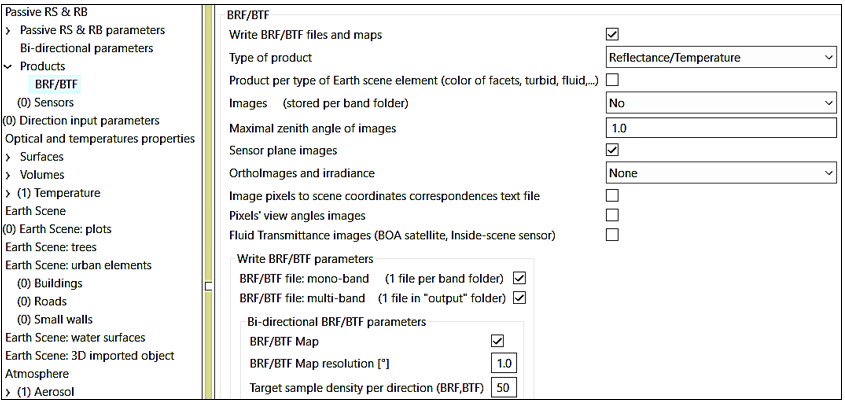 Passive RS & RB
Passive RS & RB parameters
Bi-directional parameters
Products
BRF/BTF
(0) Sensors
(0) Direction input parameters
Optical and temperatures properties
Surfaces
Volumes
(1) Temperature
Earth Scene
(0) Earth Scene: plots
Earth Scene: trees
Earth Scene: urban elements
(0) Buildings
(0) Roads
(0) Small walls
Earth Scene: water surfaces
Earth Scene: 3D imported object
Atmosphere
(1) Aerosol
BRF/BTF
Write BRF/BTF files and maps
Type of product Reflectance/Temperature
Product per type of Earth scene element (color of facets, turbid, fluid,...)
Images (stored per band folder) No
Maximal zenith angle of images 1.0
Sensor plane images
OrthoImages and irradiance None
Image pixels to scene coordinates correspondences text file
Pixels' view angles images
Fluid Transmittance images (BOA satellite, Inside-scene sensor)
Write BRF/BTF parameters
BRF/BTF file: mono-band (1 file per band folder)
BRF/BTF file: multi-band (1 file in "output" folder)
Bi-directional BRF/BTF parameters
BRF/BTF Map
BRF/BTF Map resolution [°] 1.0
Target sample density per direction (BRF,BTF) 50